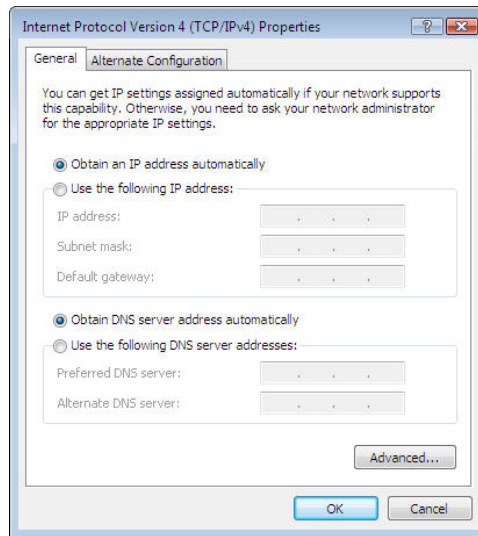 Internet Protocol Version 4 (TCP/IPv4) Properties
General
Alternate Configuration
You can get IP settings assigned automatically if your network supports
this capability. Otherwise, you need to ask your network administrator
for the appropriate IP settings.
Obtain an IP address automatically
Use the following IP address:
IP address:
Subnet mask:
Default gateway:
Obtain DNS server address automatically
Use the following DNS server addresses:
Preferred DNS server:
Alternate DNS server:
Advanced...
OK
Cancel